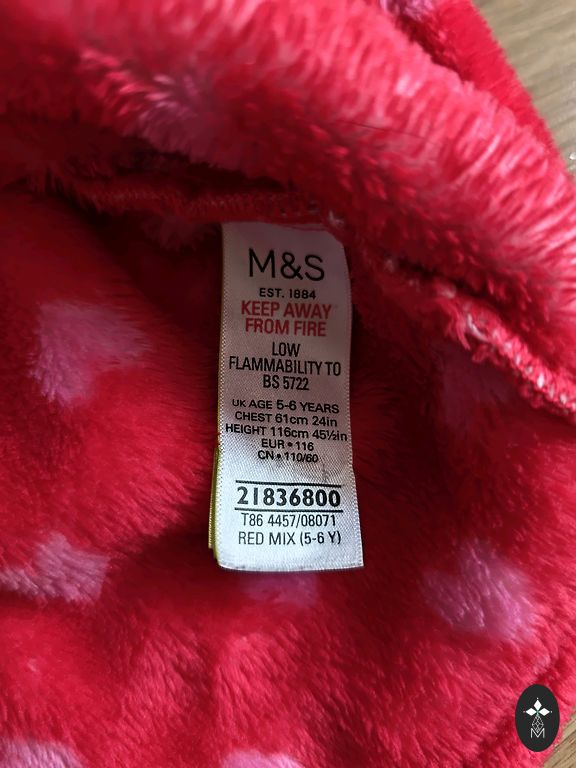 M&S
EST. 1884
KEEP AWAY
FROM FIRE
LOW
FLAMMABILITY TO
BS 5722
UK AGE 5-6 YEARS
CHEST 61cm 24in
HEIGHT 116cm 45½in
EUR • 116
CN • 110/60
21836800
T86 4457/08071
RED MIX (5-6 Y)
M